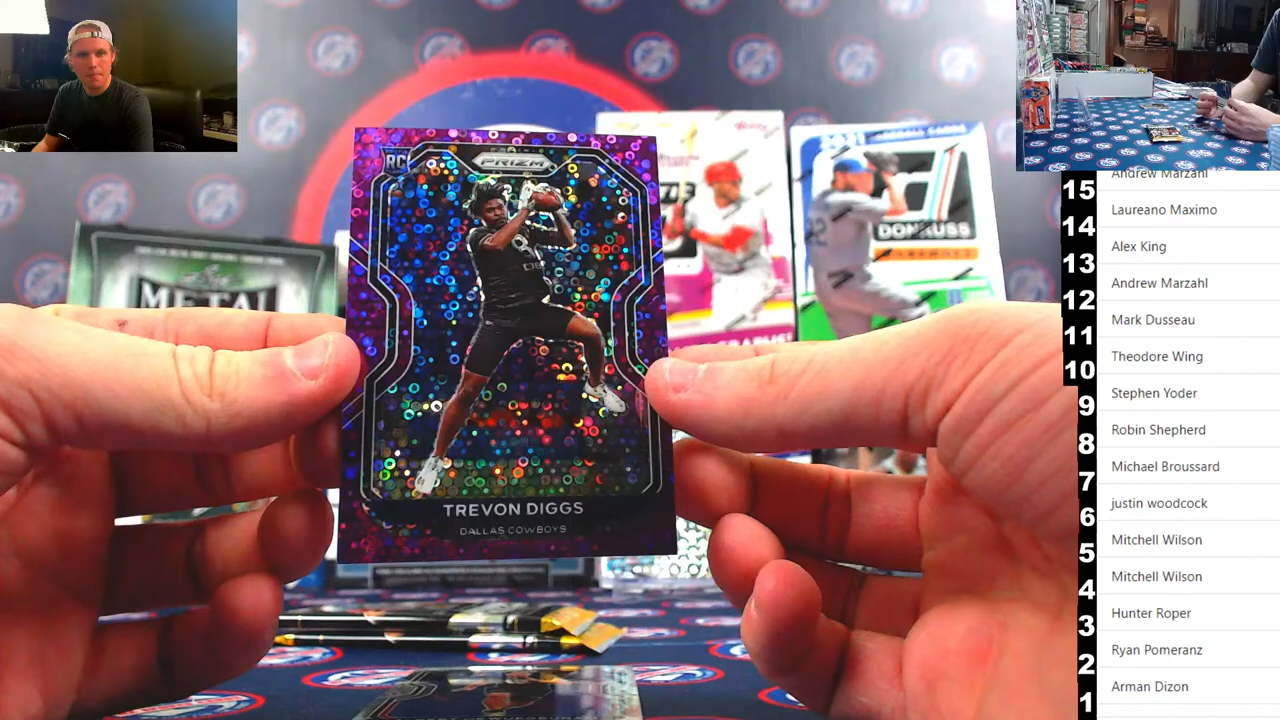 RC
PRIZM
TREVON DIGGS
DALLAS COWBOYS
METAL
2021
DONRUSS
Andrew Marzahl
15
Laureano Maximo
14
Alex King
13
Andrew Marzahl
12
Mark Dusseau
11
Theodore Wing
10
Stephen Yoder
9
Robin Shepherd
8
Michael Broussard
7
justin woodcock
6
Mitchell Wilson
5
Mitchell Wilson
4
Hunter Roper
3
Ryan Pomeranz
2
Arman Dizon
1